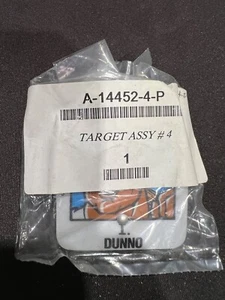 A-14452-4-P
TARGET ASSY # 4
1
I.
DUNNO